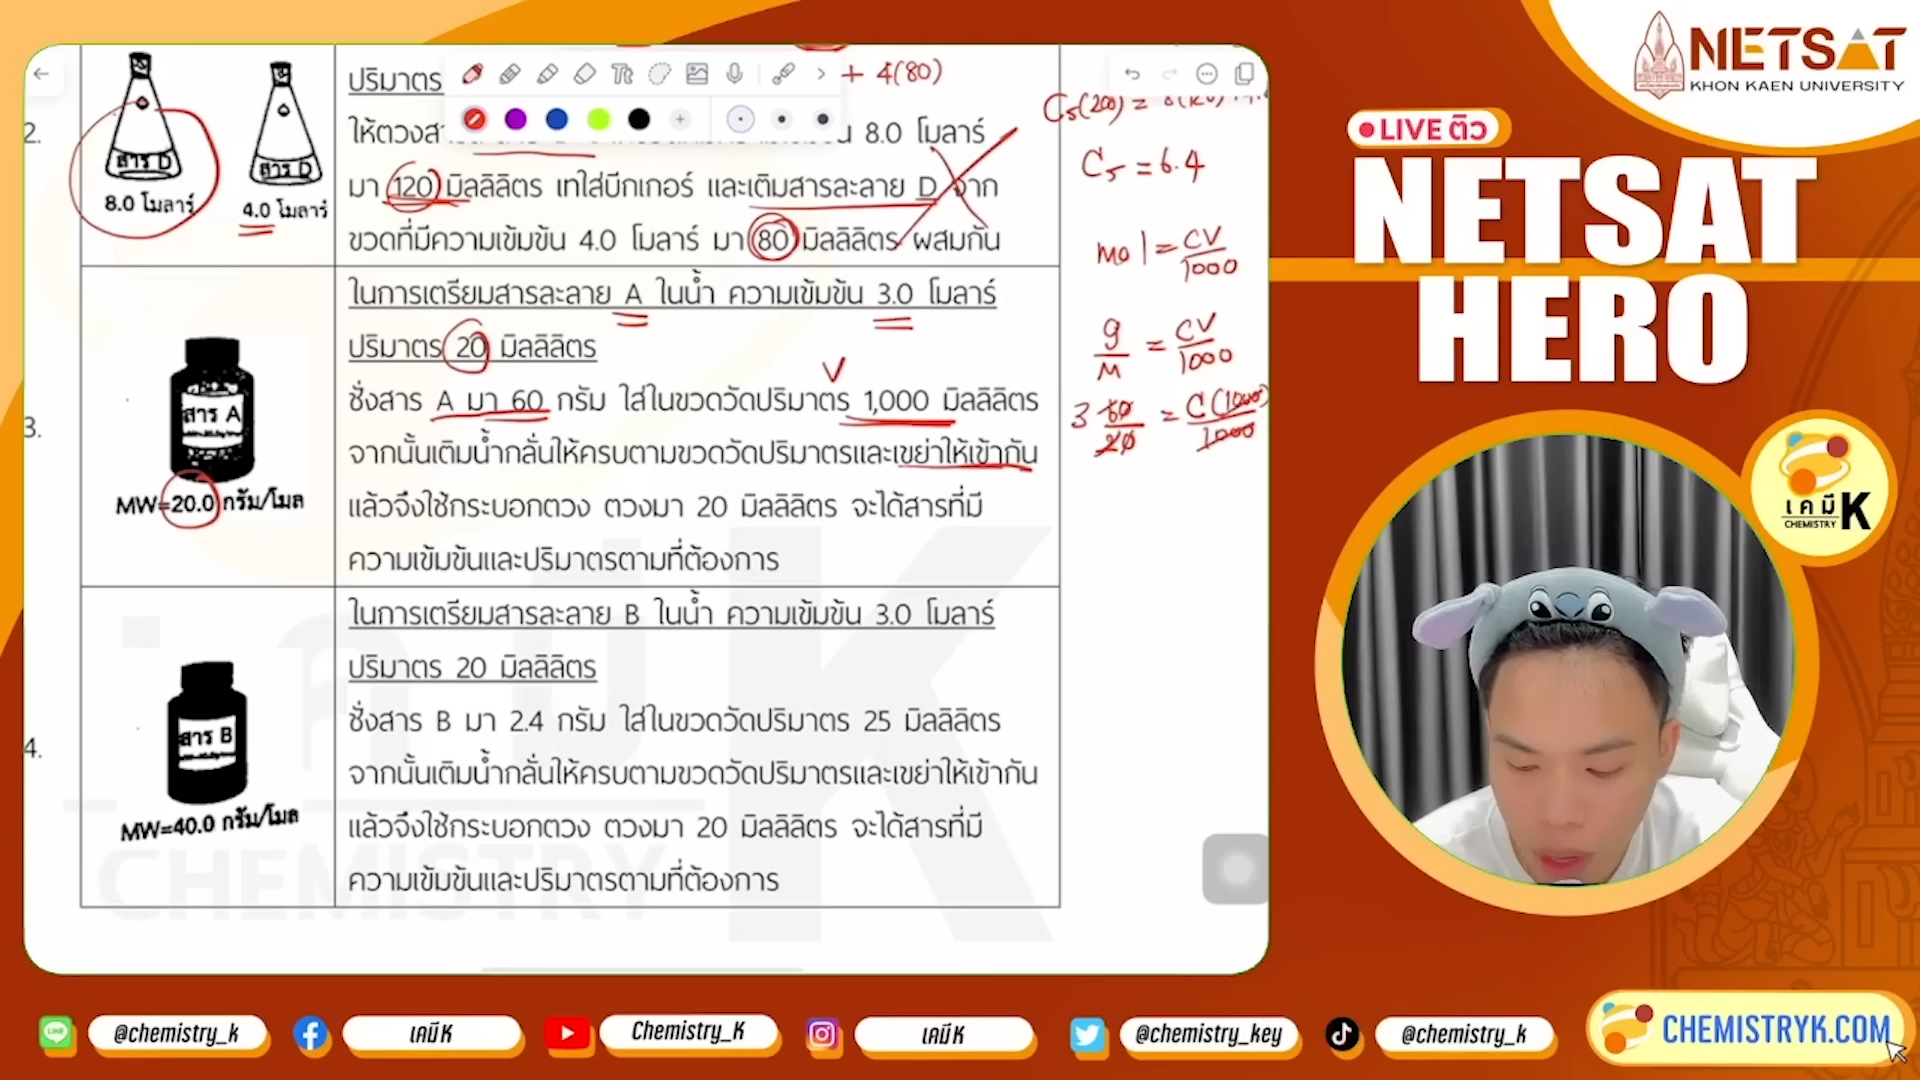 2.
สาร D
8.0 โมลาร์
สาร D
4.0 โมลาร์
ปริมาตร
+ 4(80)
ให้ตวงสา
8.0 โมลาร์
มา 120 มิลลิลิตร เทใส่บีกเกอร์ และเติมสารละลาย D จาก
ขวดที่มีความเข้มข้น 4.0 โมลาร์ มา 80 มิลลิลิตร ผสมกัน
C₅ = 6.4
mol = CV/1000
g/M = CV/1000
3 60/20 = C(1000)/1000
3.
สาร A
MW=20.0 กรัม/โมล
ในการเตรียมสารละลาย A ในน้ำ ความเข้มข้น 3.0 โมลาร์
ปริมาตร 20 มิลลิลิตร
V
ชั่งสาร A มา 60 กรัม ใส่ในขวดวัดปริมาตร 1,000 มิลลิลิตร
จากนั้นเติมน้ำกลั่นให้ครบตามขวดวัดปริมาตรและเขย่าให้เข้ากัน
แล้วจึงใช้กระบอกตวง ตวงมา 20 มิลลิลิตร จะได้สารที่มี
ความเข้มข้นและปริมาตรตามที่ต้องการ
4.
สาร B
MW=40.0 กรัม/โมล
ในการเตรียมสารละลาย B ในน้ำ ความเข้มข้น 3.0 โมลาร์
ปริมาตร 20 มิลลิลิตร
ชั่งสาร B มา 2.4 กรัม ใส่ในขวดวัดปริมาตร 25 มิลลิลิตร
จากนั้นเติมน้ำกลั่นให้ครบตามขวดวัดปริมาตรและเขย่าให้เข้ากัน
แล้วจึงใช้กระบอกตวง ตวงมา 20 มิลลิลิตร จะได้สารที่มี
ความเข้มข้นและปริมาตรตามที่ต้องการ
CHEMISTRY K
NETSAT
KHON KAEN UNIVERSITY
LIVE ติว
NETSAT
HERO
เคมี K
CHEMISTRY
@chemistry_k
เคมี K
Chemistry_K
เคมี K
@chemistry_key
@chemistry_k
CHEMISTRYK.COM